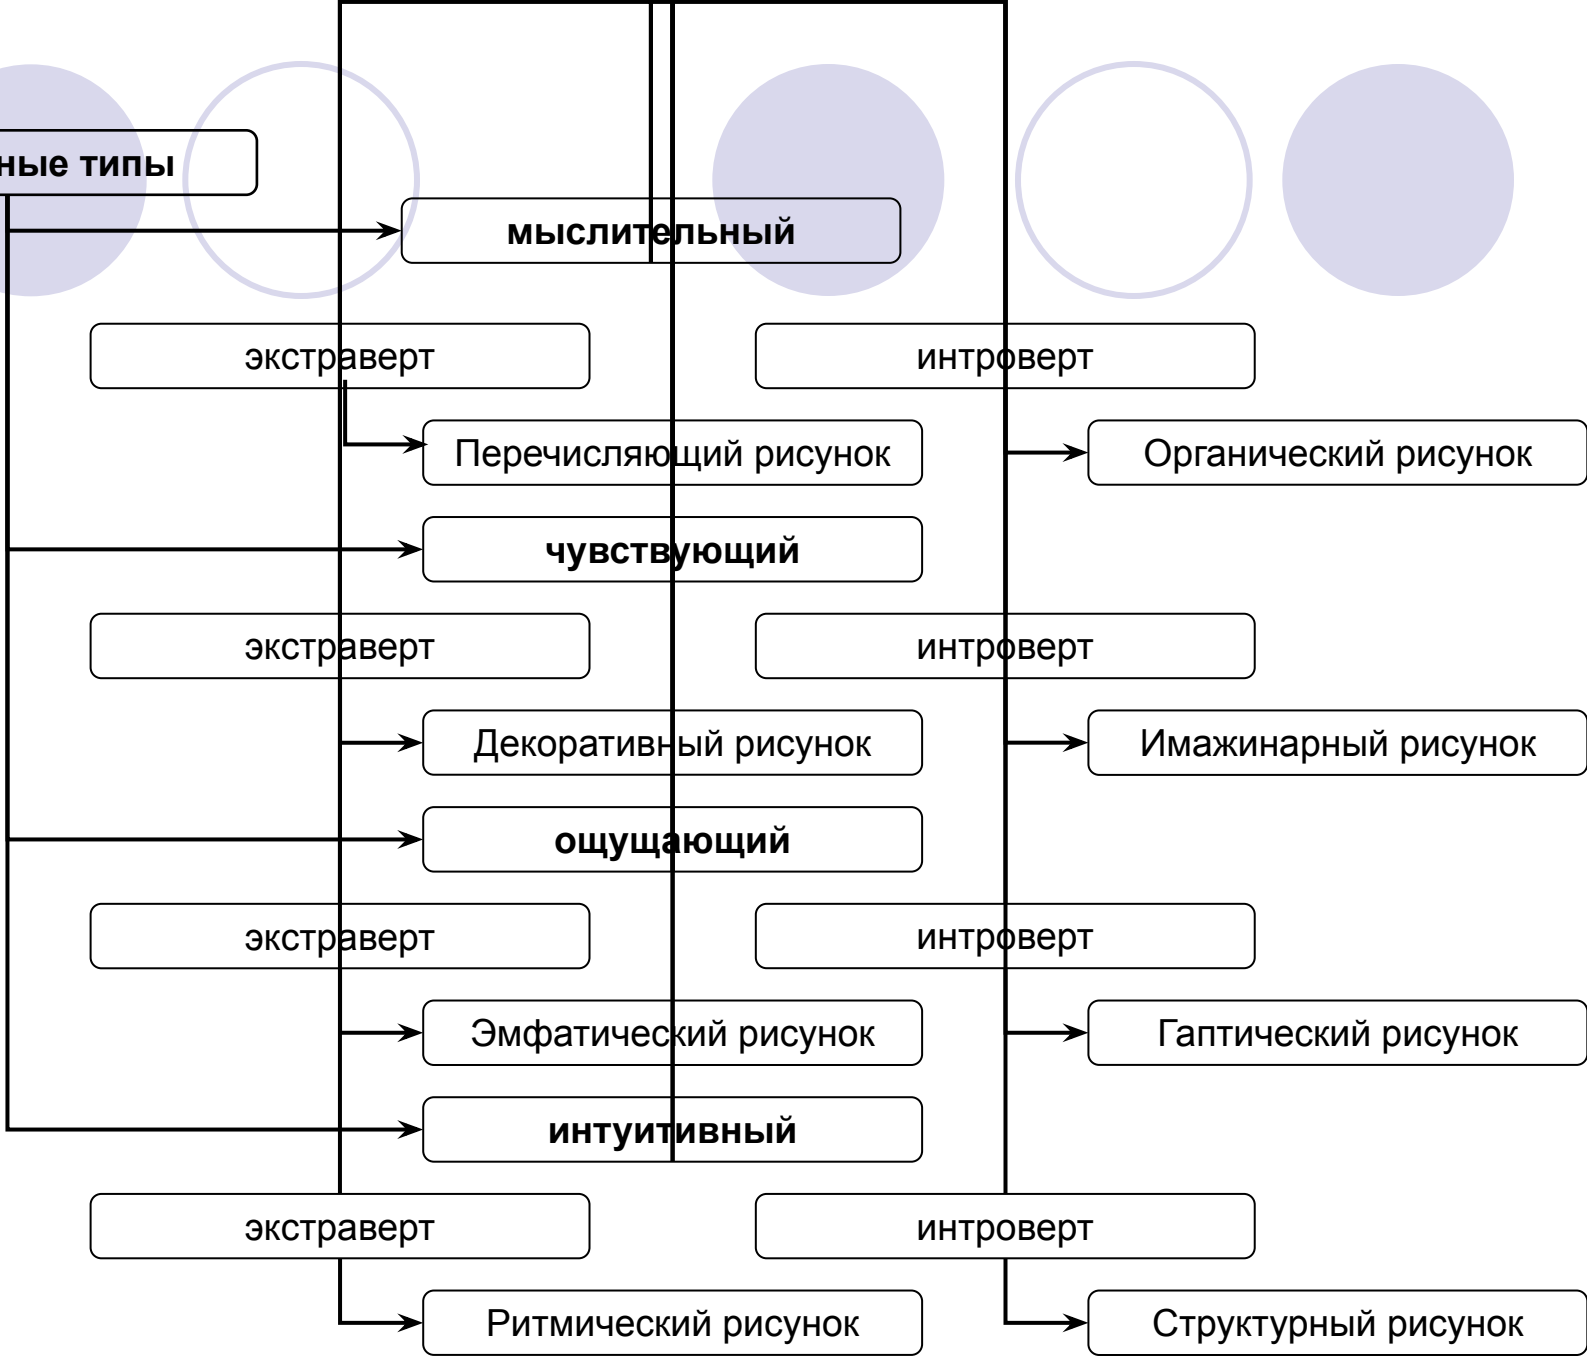 ные типы
мыслительный
экстраверт интроверт
Перечисляющий рисунок Органический рисунок
чувствующий
экстраверт интроверт
Декоративный рисунок Имажинарный рисунок
ощущающий
экстраверт интроверт
Эмфатический рисунок Гаптический рисунок
интуитивный
экстраверт интроверт
Ритмический рисунок Структурный рисунок